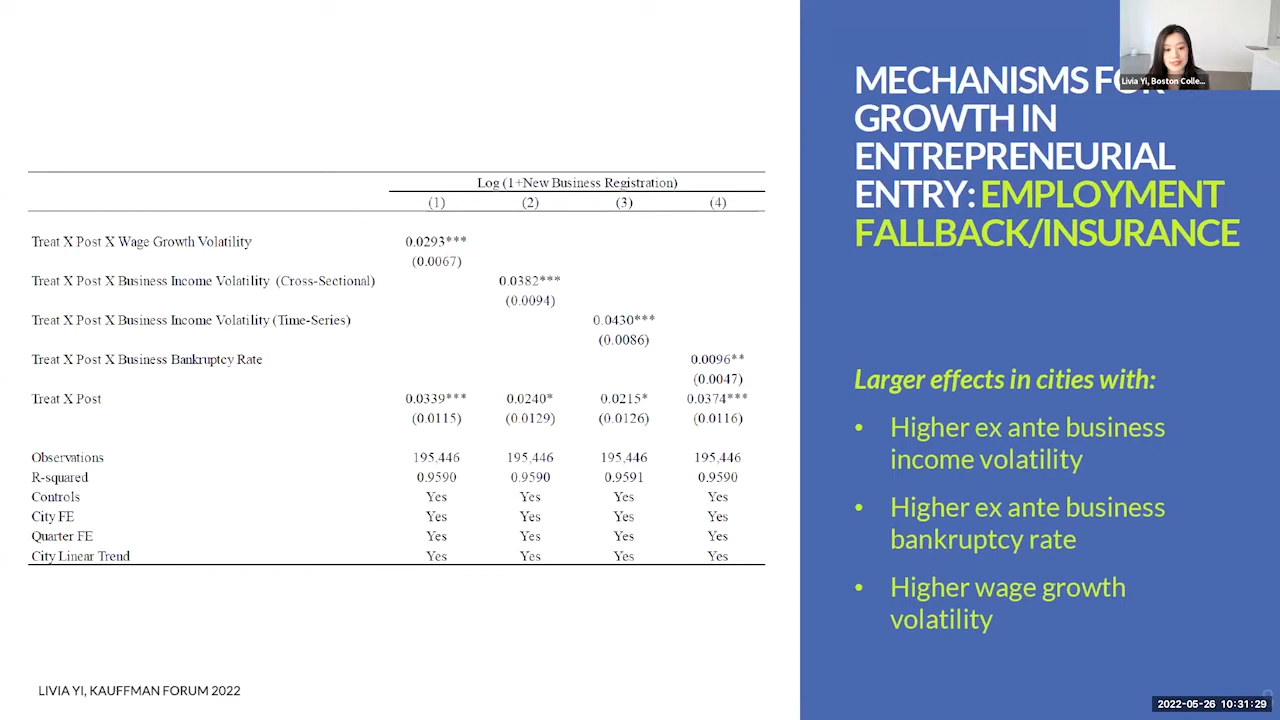 Livia Yi, Boston Colle...
MECHANISMS FOR
GROWTH IN
ENTREPRENEURIAL
ENTRY: EMPLOYMENT
FALLBACK/INSURANCE
Log (1+New Business Registration)
(1) (2) (3) (4)
Treat X Post X Wage Growth Volatility 0.0293***
(0.0067)
Treat X Post X Business Income Volatility (Cross-Sectional) 0.0382***
(0.0094)
Treat X Post X Business Income Volatility (Time-Series) 0.0430***
(0.0086)
Treat X Post X Business Bankruptcy Rate 0.0096**
(0.0047)
Treat X Post 0.0339*** 0.0240* 0.0215* 0.0374***
(0.0115) (0.0129) (0.0126) (0.0116)
Observations 195,446 195,446 195,446 195,446
R-squared 0.9590 0.9590 0.9591 0.9590
Controls Yes Yes Yes Yes
City FE Yes Yes Yes Yes
Quarter FE Yes Yes Yes Yes
City Linear Trend Yes Yes Yes Yes
Larger effects in cities with:
• Higher ex ante business
income volatility
• Higher ex ante business
bankruptcy rate
• Higher wage growth
volatility
LIVIA YI, KAUFFMAN FORUM 2022
2022-05-26 10:31:29